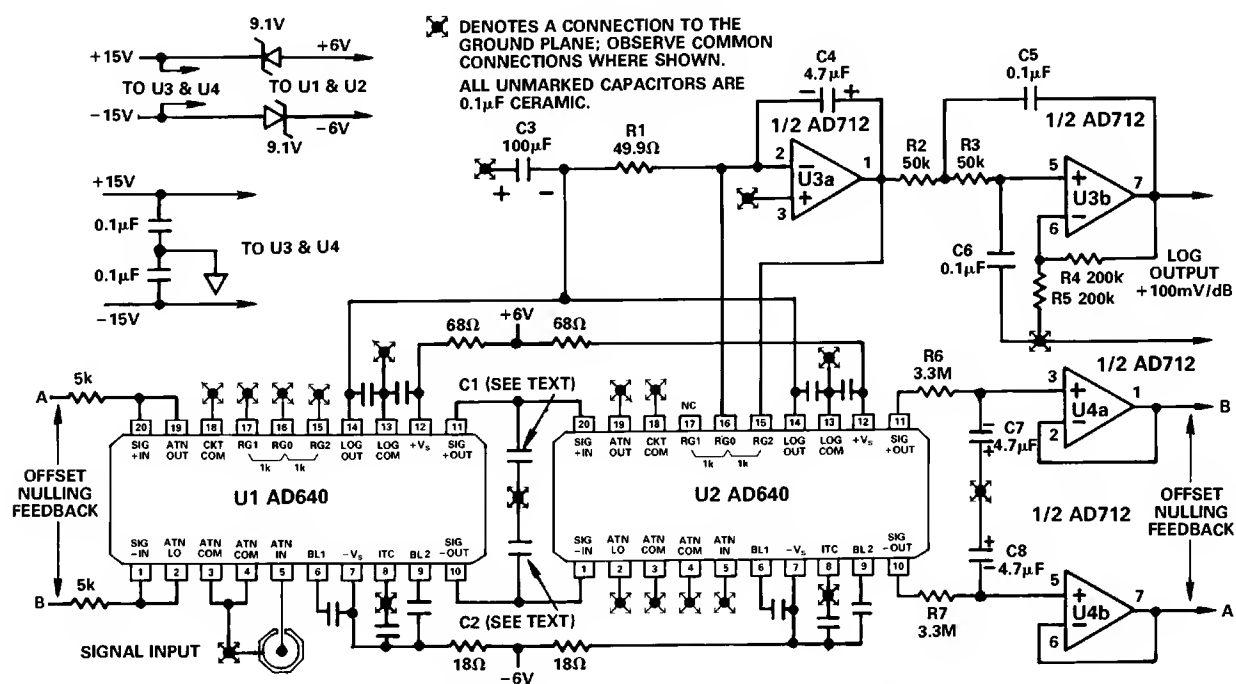 9.1V
+15V
+6V
TO U3 & U4
TO U1 & U2
−15V
−6V
9.1V
DENOTES A CONNECTION TO THE
GROUND PLANE; OBSERVE COMMON
CONNECTIONS WHERE SHOWN.
ALL UNMARKED CAPACITORS ARE
0.1µF CERAMIC.
+15V
0.1µF
TO U3 & U4
0.1µF
−15V
C3
100µF
+ −
R1
49.9Ω
C4
4.7µF
− +
1/2 AD712
2 −
U3a
3 +
1
R2
50k
R3
50k
C5
0.1µF
1/2 AD712
5 +
U3b
6 −
7
C6
0.1µF
R4 200k
R5 200k
LOG
OUTPUT
+100mV/dB
68Ω
+6V
68Ω
C1 (SEE TEXT)
A
5k
20 19 18 17 16 15 14 13 12 11
SIG +IN
ATN OUT
CKT COM
RG1
RG0
RG2
LOG OUT
LOG COM
+VS
SIG +OUT
1k 1k
U1 AD640
OFFSET
NULLING
FEEDBACK
SIG −IN
ATN LO
ATN COM
ATN COM
ATN IN
BL1
−VS
ITC
BL2
SIG −OUT
1 2 3 4 5 6 7 8 9 10
B
5k
SIGNAL INPUT
C2 (SEE TEXT)
18Ω
−6V
18Ω
NC
20 19 18 17 16 15 14 13 12 11
SIG +IN
ATN OUT
CKT COM
RG1
RG0
RG2
LOG OUT
LOG COM
+VS
SIG +OUT
1k 1k
U2 AD640
SIG −IN
ATN LO
ATN COM
ATN COM
ATN IN
BL1
−VS
ITC
BL2
SIG −OUT
1 2 3 4 5 6 7 8 9 10
R6
3.3M
1/2 AD712
3 +
U4a
2 −
1
B
− C7
+ 4.7µF
OFFSET
NULLING
FEEDBACK
1/2 AD712
+ C8
− 4.7µF
R7
3.3M
5 +
U4b
6 −
7
A